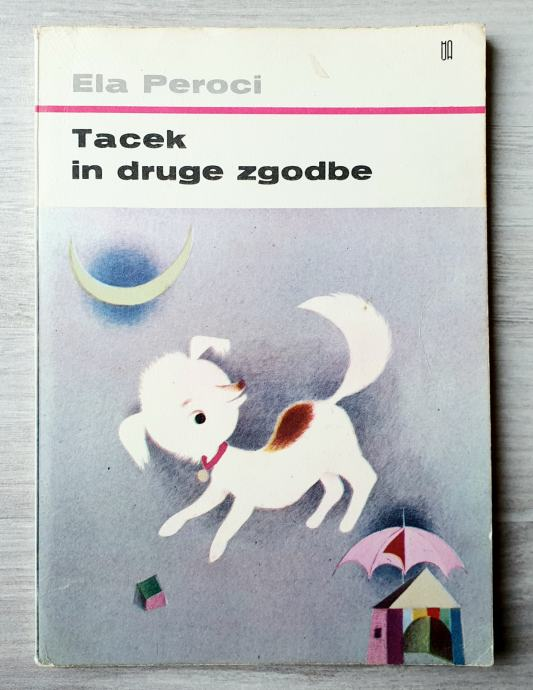 Ela Peroci
Tacek
in druge zgodbe